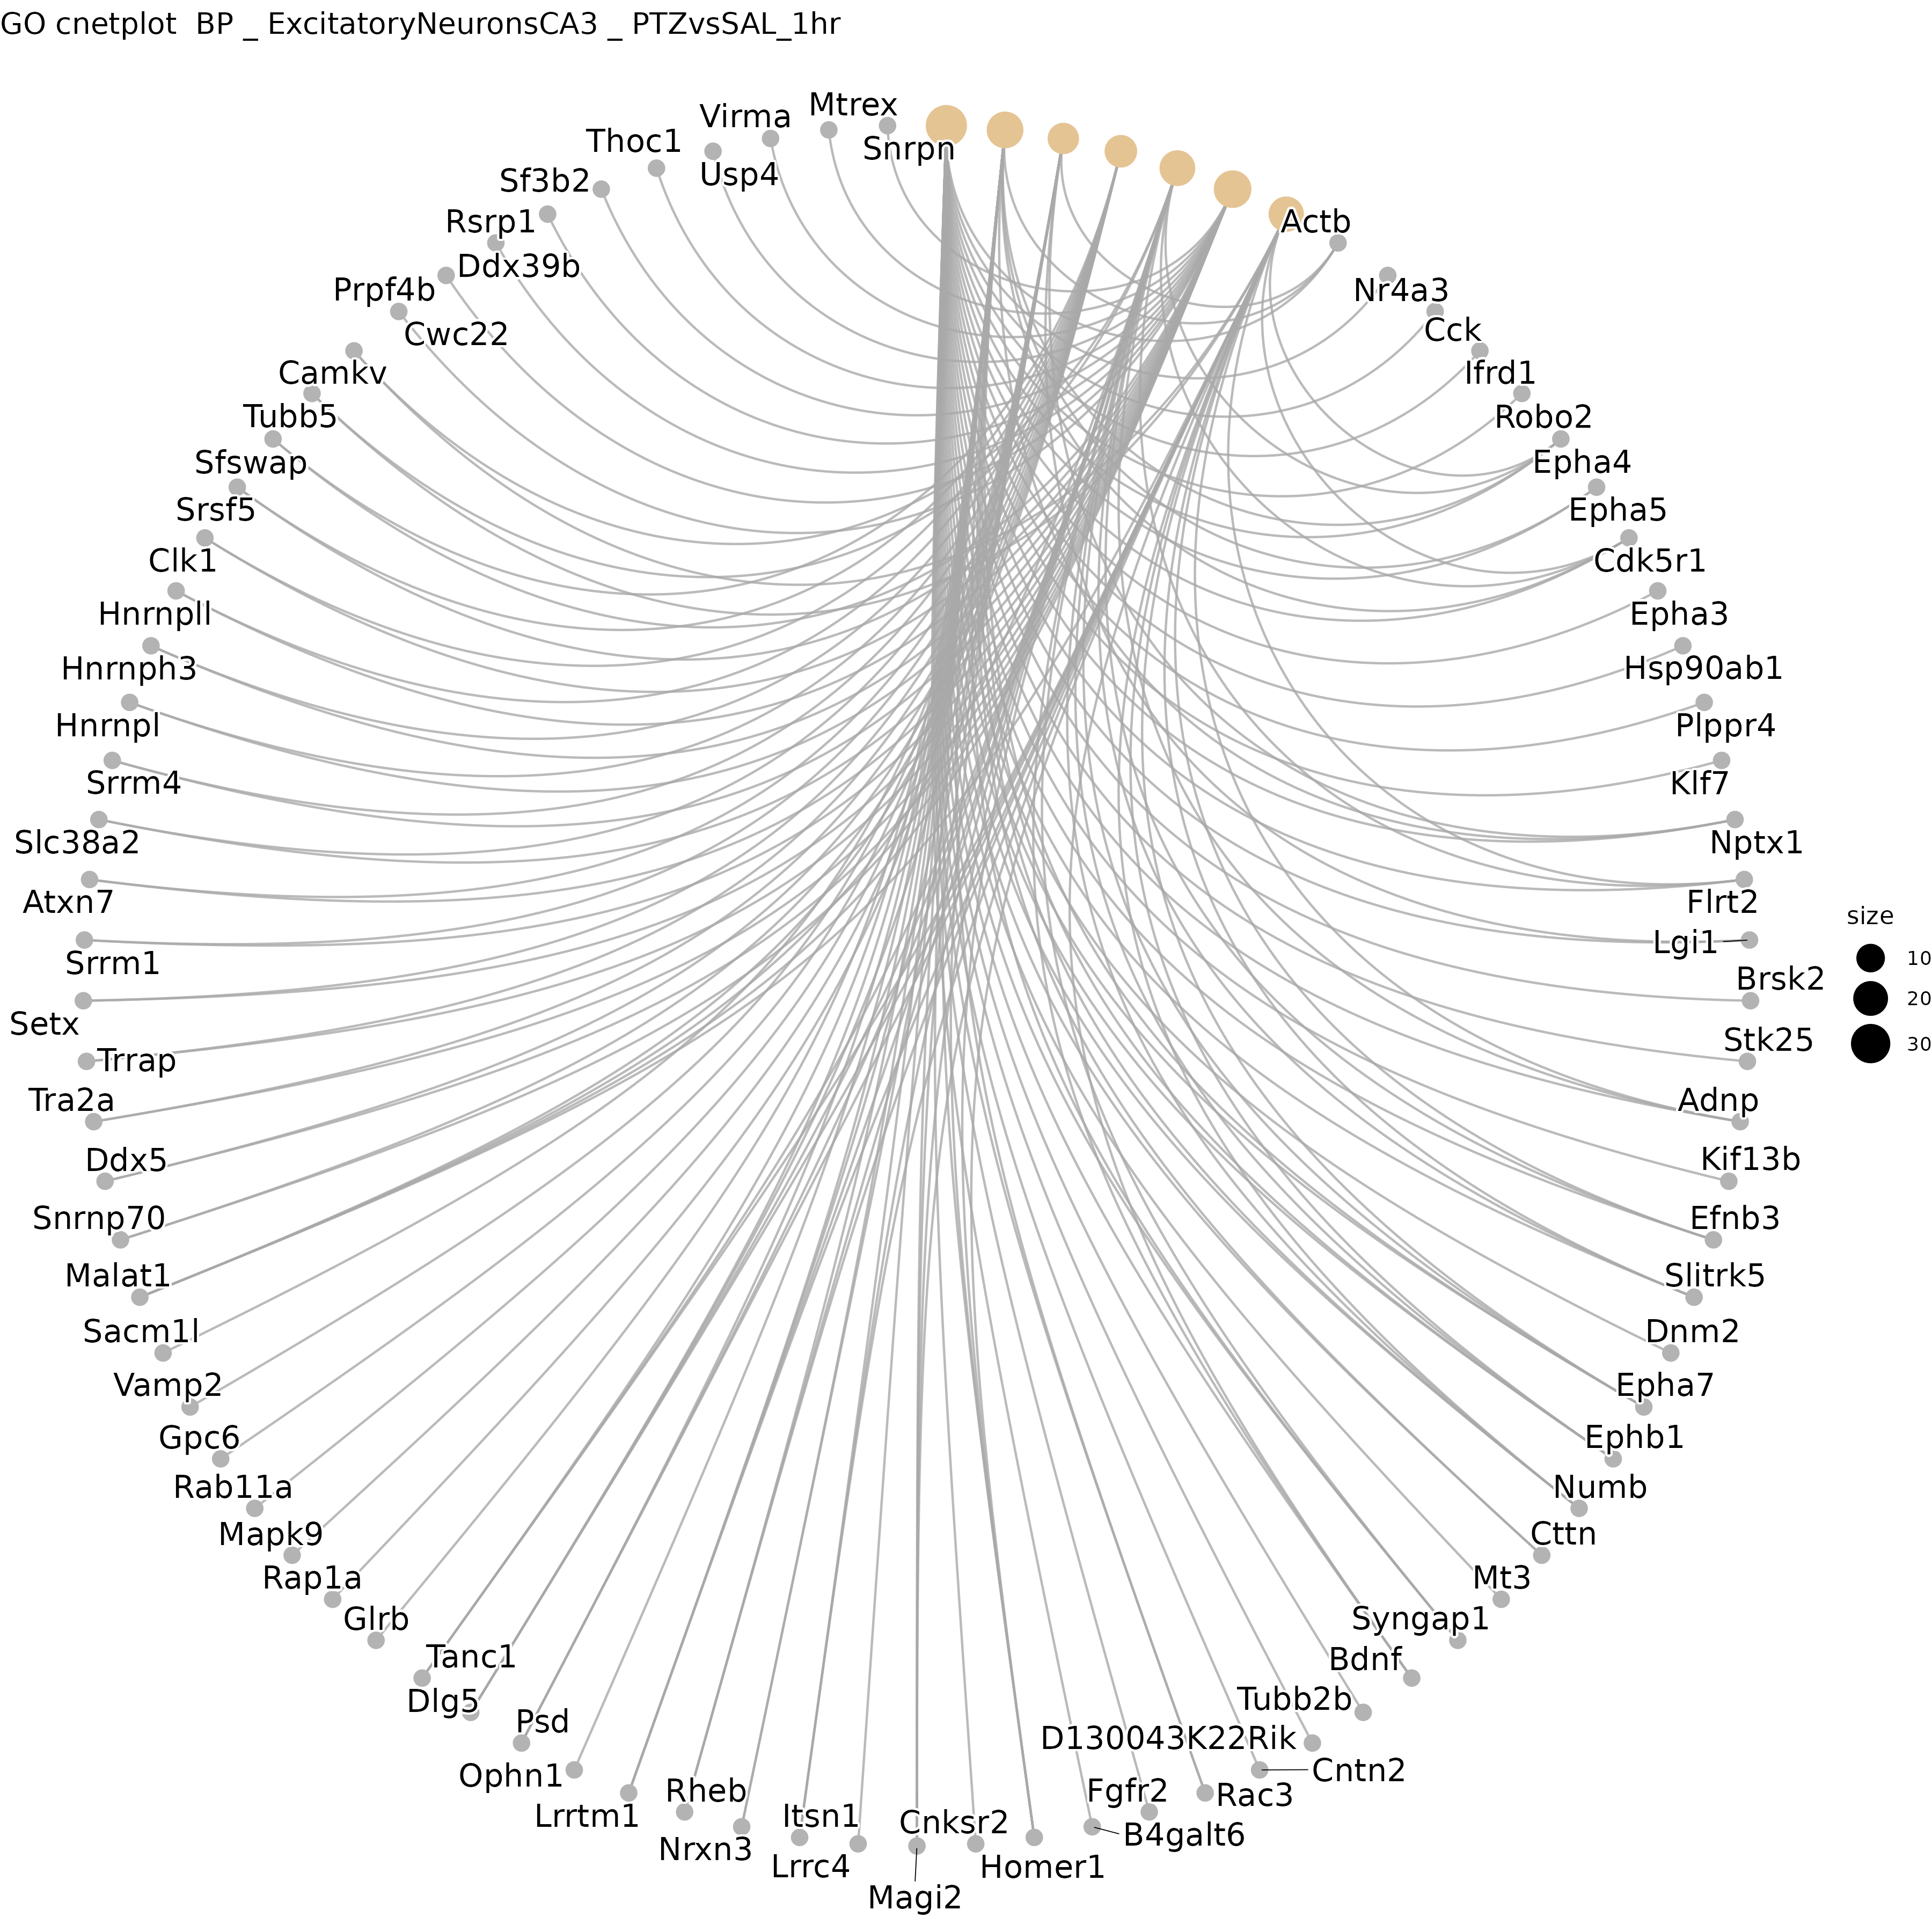 GO cnetplot  BP _ ExcitatoryNeuronsCA3 _ PTZvsSAL_1hr
Mtrex
Virma
Snrpn
Thoc1
Usp4
Sf3b2
Rsrp1
Actb
Ddx39b
Prpf4b
Nr4a3
Cwc22
Cck
Camkv
Ifrd1
Tubb5
Robo2
Sfswap
Epha4
Srsf5
Epha5
Clk1
Cdk5r1
Hnrnpll
Epha3
Hnrnph3
Hsp90ab1
Hnrnpl
Plppr4
Srrm4
Klf7
Slc38a2
Nptx1
Atxn7
Flrt2
size
Lgi1
10
Srrm1
Brsk2
20
Setx
Stk25
30
Trrap
Tra2a
Adnp
Ddx5
Kif13b
Snrnp70
Efnb3
Malat1
Slitrk5
Sacm1l
Dnm2
Vamp2
Epha7
Gpc6
Ephb1
Rab11a
Numb
Mapk9
Cttn
Rap1a
Mt3
Glrb
Syngap1
Tanc1
Bdnf
Dlg5
Tubb2b
Psd
D130043K22Rik
Ophn1
Cntn2
Rheb
Fgfr2
Rac3
Lrrtm1
Itsn1
Cnksr2
B4galt6
Nrxn3
Lrrc4
Homer1
Magi2